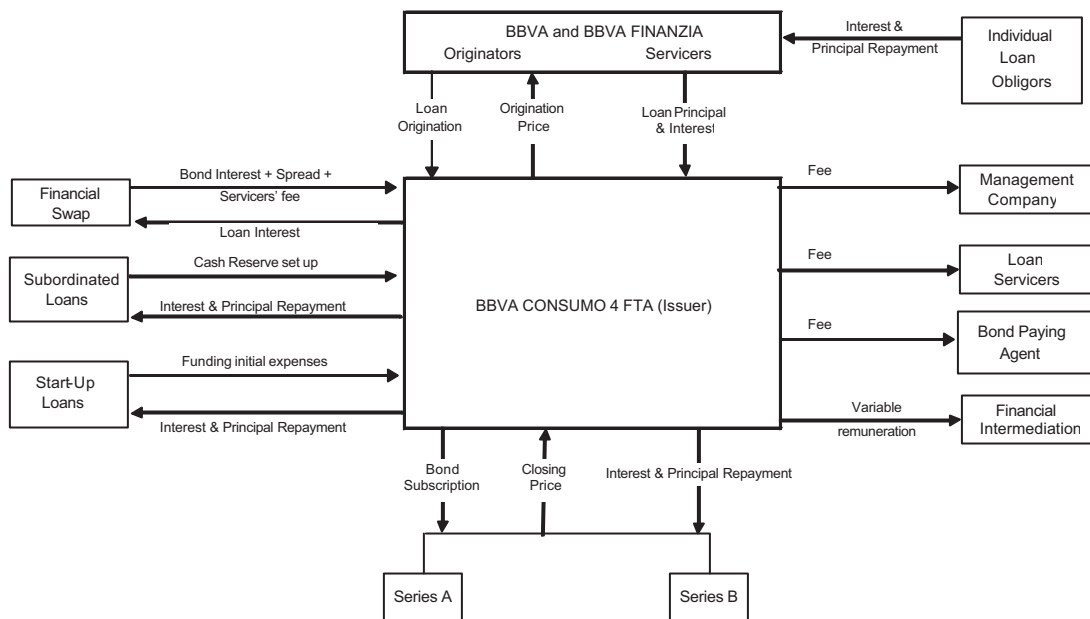 BBVA and BBVA FINANZIA
Originators Servicers
Interest &
Principal Repayment
Individual
Loan
Obligors
Loan
Origination
Origination
Price
Loan Principal
& Interest
Financial
Swap
Bond Interest + Spread +
Servicers' fee
Loan Interest
Subordinated
Loans
Cash Reserve set up
Interest & Principal Repayment
Start-Up
Loans
Funding initial expenses
Interest & Principal Repayment
BBVA CONSUMO 4 FTA (Issuer)
Fee
Management
Company
Fee
Loan
Servicers
Fee
Bond Paying
Agent
Variable
remuneration
Financial
Intermediation
Bond
Subscription
Closing
Price
Interest & Principal Repayment
Series A
Series B